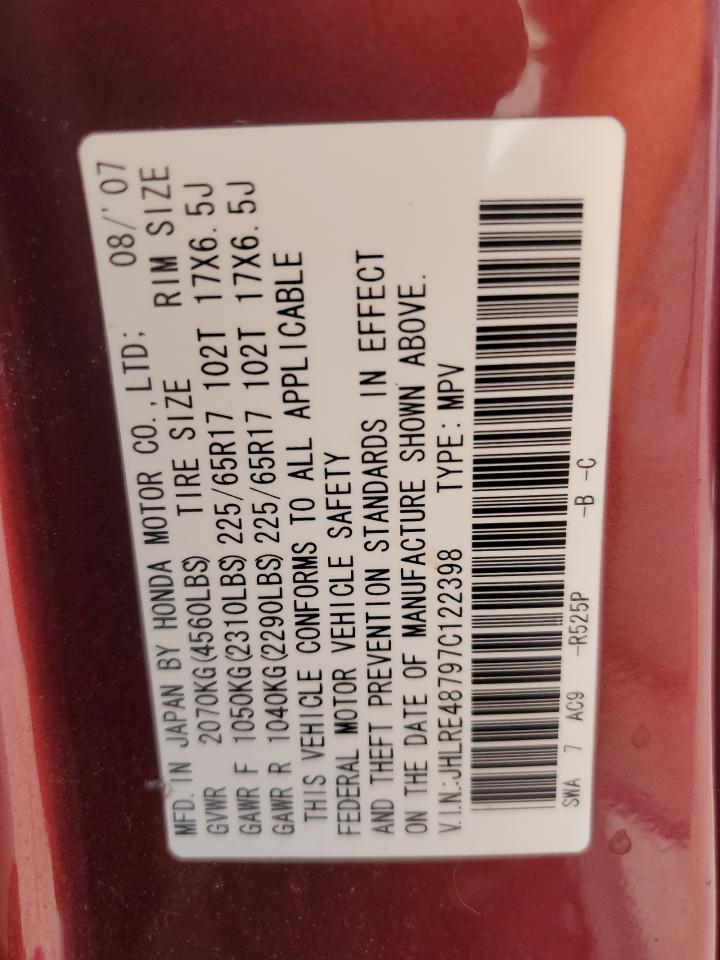 MFD. IN JAPAN BY HONDA MOTOR CO.,LTD; 08/'07
GVWR 2070KG(4560LBS) TIRE SIZE RIM SIZE
GAWR F 1050KG(2310LBS) 225/65R17 102T 17X6.5J
GAWR R 1040KG(2290LBS) 225/65R17 102T 17X6.5J
THIS VEHICLE CONFORMS TO ALL APPLICABLE
FEDERAL MOTOR VEHICLE SAFETY
AND THEFT PREVENTION STANDARDS IN EFFECT
ON THE DATE OF MANUFACTURE SHOWN ABOVE.
V.I.N.:JHLRE48797C122398 TYPE: MPV
SWA 7 AC9 -R525P -B -C